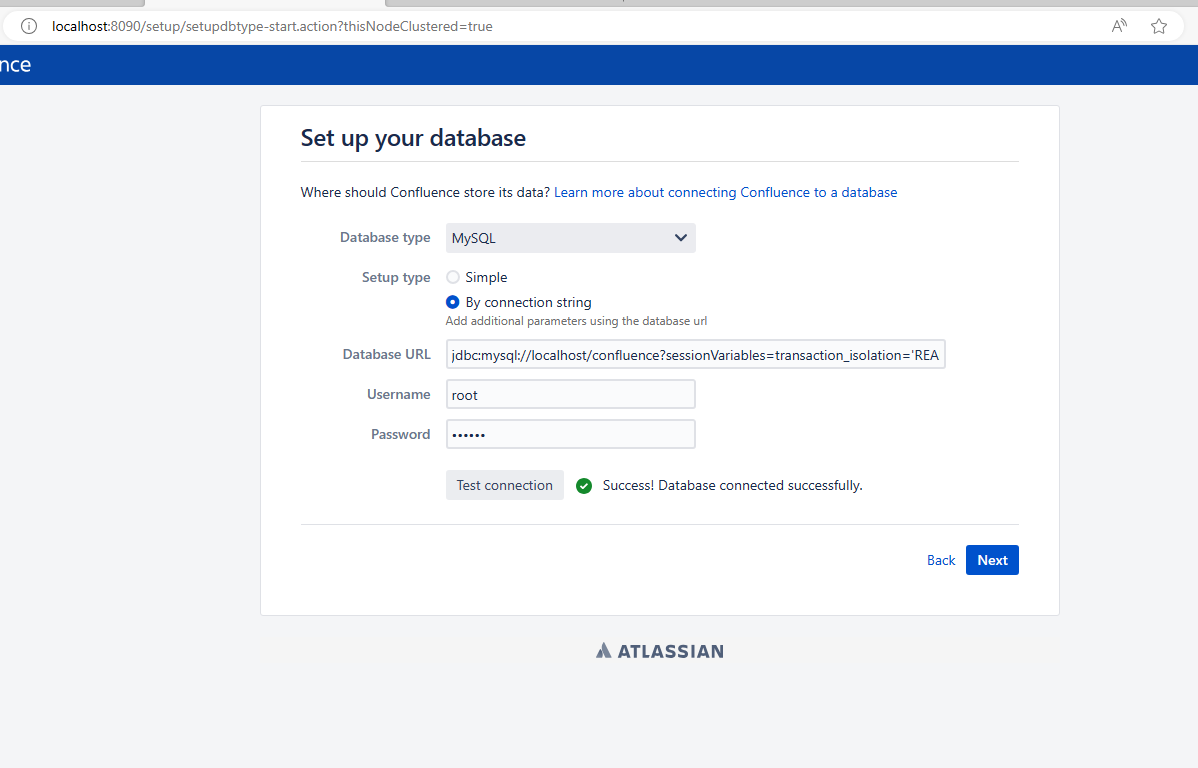 localhost:8090/setup/setupdbtype-start.action?thisNodeClustered=true
nce
Set up your database
Where should Confluence store its data? Learn more about connecting Confluence to a database
Database type MySQL
Setup type Simple
By connection string
Add additional parameters using the database url
Database URL jdbc:mysql://localhost/confluence?sessionVariables=transaction_isolation='REA
Username root
Password ••••••
Test connection Success! Database connected successfully.
Back Next
ATLASSIAN